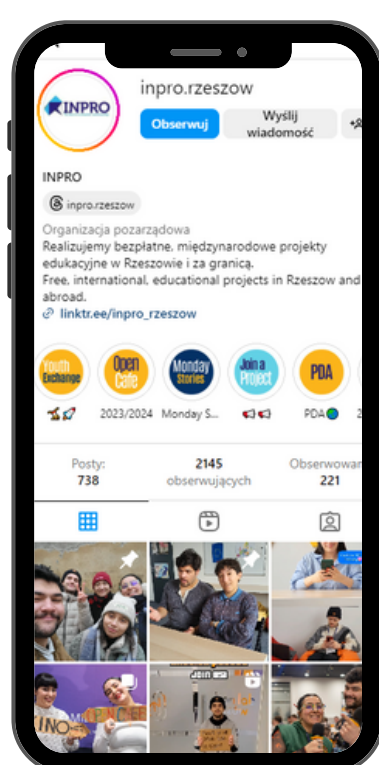 INPRO
inpro.rzeszow
Obserwuj
Wyślij
wiadomość
INPRO
inpro.rzeszow
Organizacja pozarządowa
Realizujemy bezpłatne, międzynarodowe projekty
edukacyjne w Rzeszowie i za granicą.
Free, international, educational projects in Rzeszow and
abroad.
linktr.ee/inpro_rzeszow
Youth
Exchange
Open
Cafe
Monday
Stories
Join a
Project
PDA
2023/2024
Monday S...
PDA
Posty:
738
2145
obserwujących
Obserwowan
221
JOIN